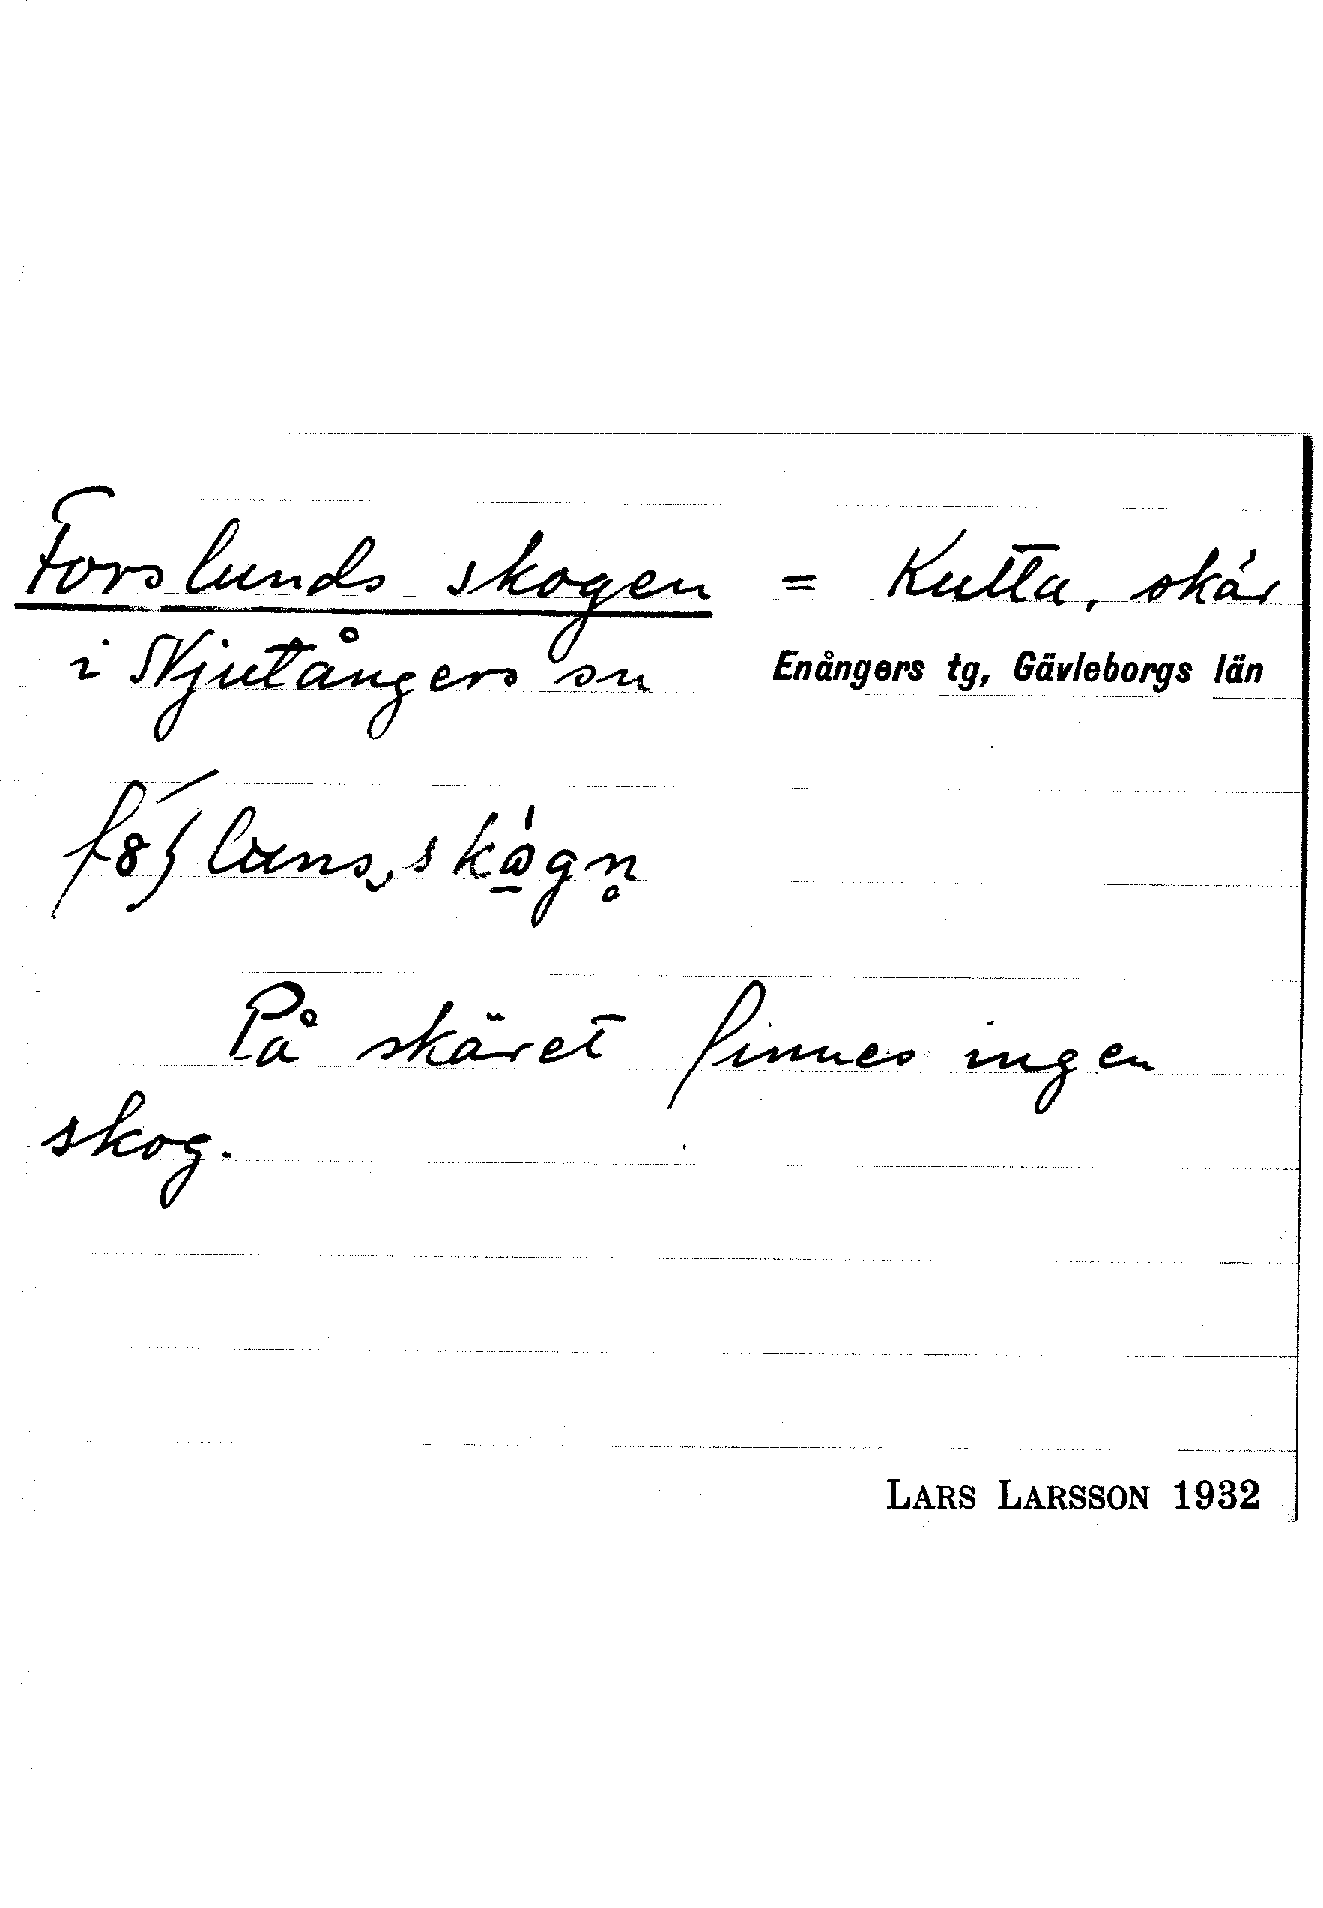 Forslunds skogen = Kutta, skär
i Njutångers sn Enångers tg, Gävleborgs län
På skäret finnes ingen
skog.
LARS LARSSON 1932